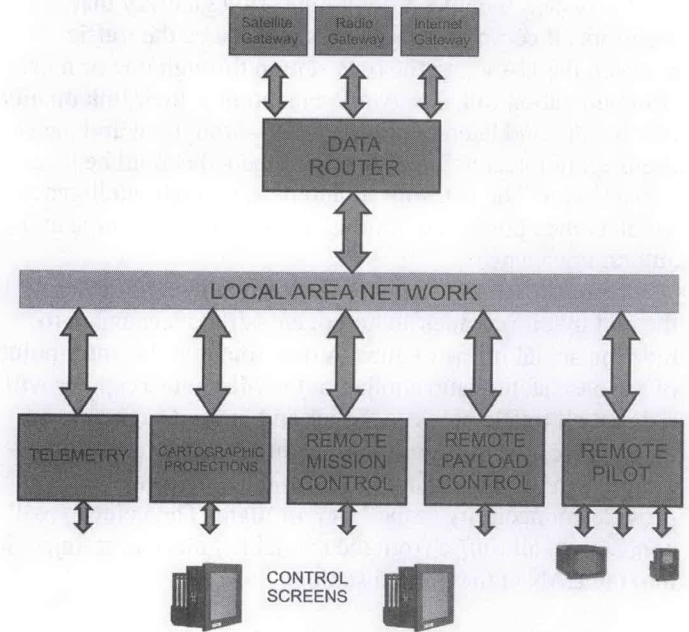 Satellite
Gateway
Radio
Gateway
Internet
Gateway
DATA
ROUTER
LOCAL AREA NETWORK
TELEMETRY
CARTOGRAPHIC
PROJECTIONS
REMOTE
MISSION
CONTROL
REMOTE
PAYLOAD
CONTROL
REMOTE
PILOT
CONTROL
SCREENS